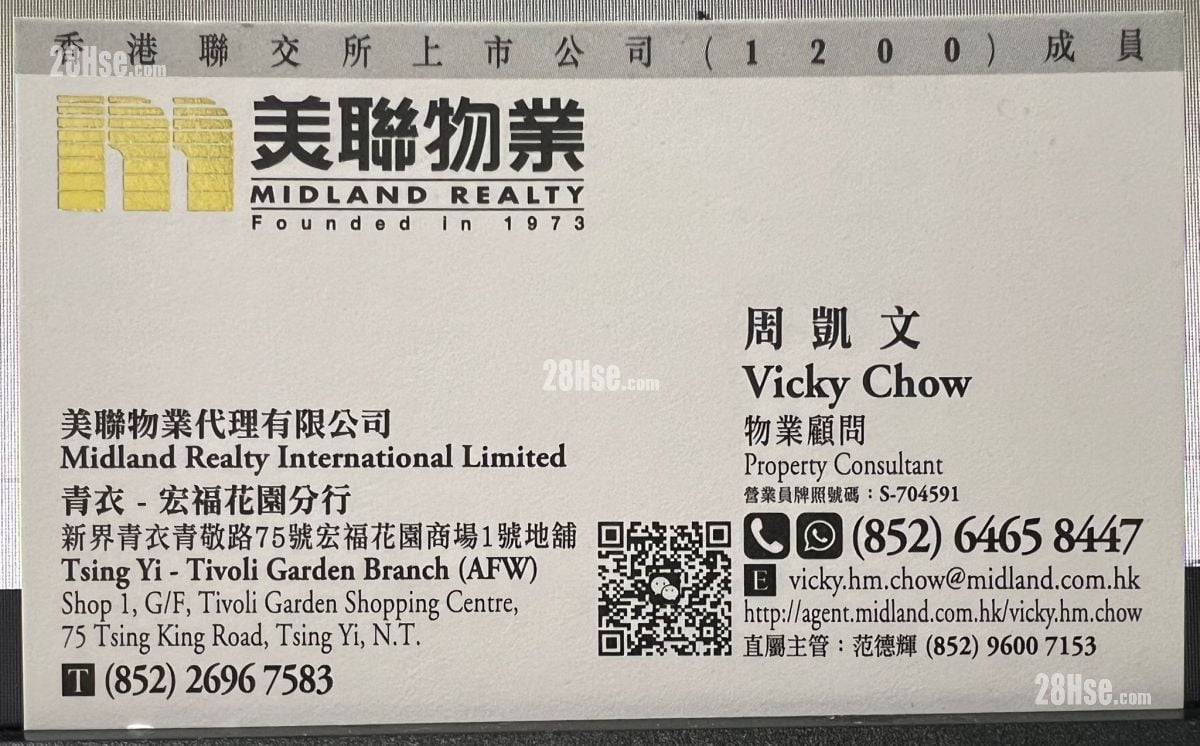 香港聯交所上市公司(1200)成員
28Hse.com
美聯物業
MIDLAND REALTY
Founded in 1973
周凱文
Vicky Chow
物業顧問
Property Consultant
營業員牌照號碼：S-704591
(852) 6465 8447
E vicky.hm.chow@midland.com.hk
http://agent.midland.com.hk/vicky.hm.chow
直屬主管：范德輝 (852) 9600 7153
28Hse.com
美聯物業代理有限公司
Midland Realty International Limited
青衣 - 宏福花園分行
新界青衣青敬路75號宏福花園商場1號地舖
Tsing Yi - Tivoli Garden Branch (AFW)
Shop 1, G/F, Tivoli Garden Shopping Centre,
75 Tsing King Road, Tsing Yi, N.T.
T (852) 2696 7583
28Hse.com